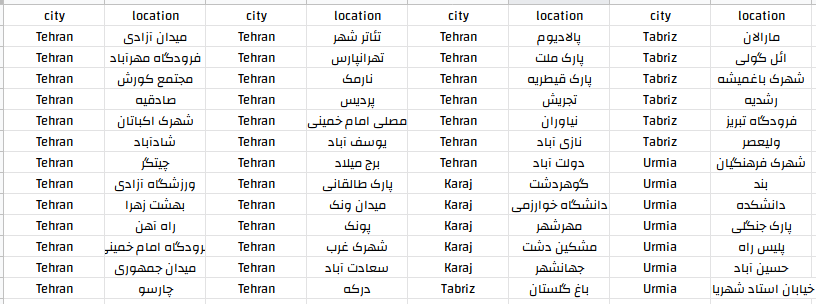 city location city location city location city location
Tehran میدان آزادی Tehran تئاتر شهر Tehran پالادیوم Tabriz مارالان
Tehran فرودگاه مهرآباد Tehran تهرانپارس Tehran پارک ملت Tabriz ائل گولی
Tehran مجتمع کورش Tehran نارمک Tehran پارک قیطریه Tabriz شهرک باغمیشه
Tehran صادقیه Tehran پردیس Tehran تجریش Tabriz رشدیه
Tehran شهرک اکباتان Tehran مصلی امام خمینی Tehran نیاوران Tabriz فرودگاه تبریز
Tehran شادآباد Tehran یوسف آباد Tehran نازی آباد Tabriz ولیعصر
Tehran چیتگر Tehran برج میلاد Tehran دولت آباد Urmia شهرک فرهنگیان
Tehran ورزشگاه آزادی Tehran پارک طالقانی Karaj گوهردشت Urmia بند
Tehran بهشت زهرا Tehran میدان ونک Karaj دانشگاه خوارزمی Urmia دانشکده
Tehran راه آهن Tehran پونک Karaj مهرشهر Urmia پارک جنگلی
Tehran رودگاه امام خمینی Tehran شهرک غرب Karaj مشکین دشت Urmia پلیس راه
Tehran میدان جمهوری Tehran سعادت آباد Karaj جهانشهر Urmia حسین آباد
Tehran چارسو Tehran درکه Tabriz باغ گلستان Urmia خیابان استاد شهریا